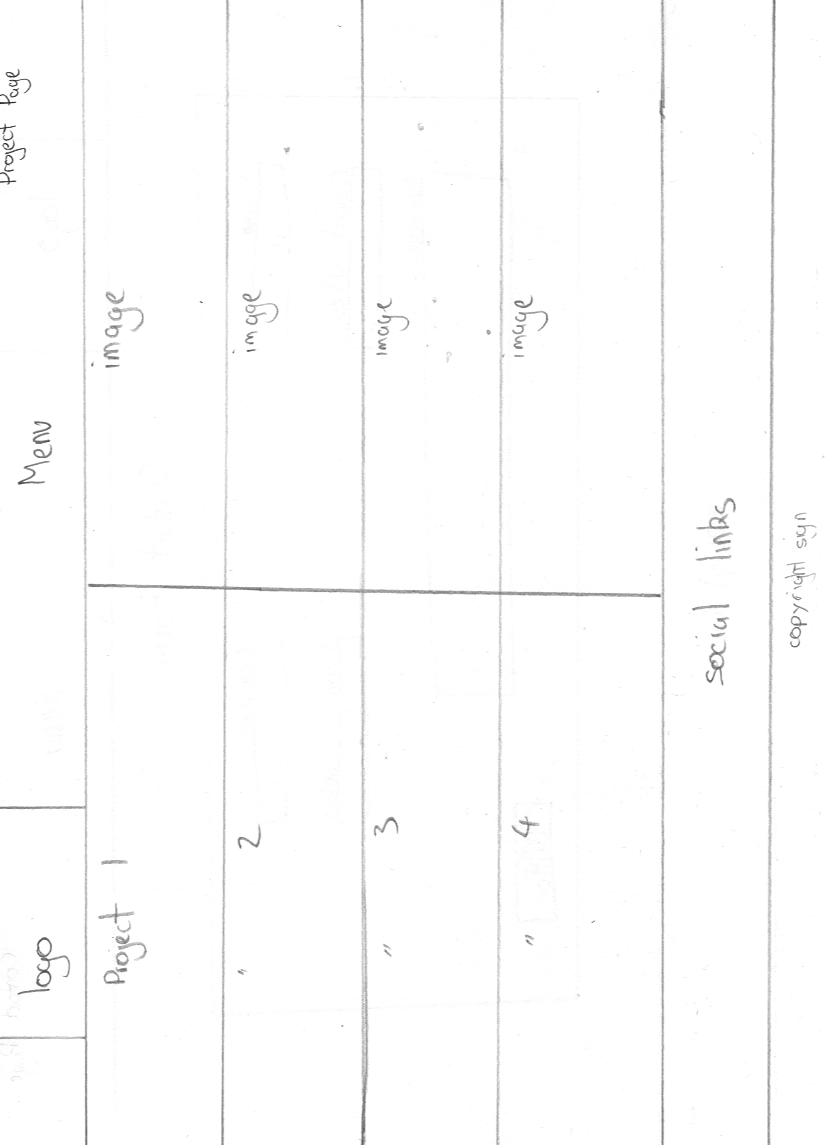 Project Page
logo Menu
Project 1 image
" 2 image
" 3 image
" 4 image
social links
copyright sign